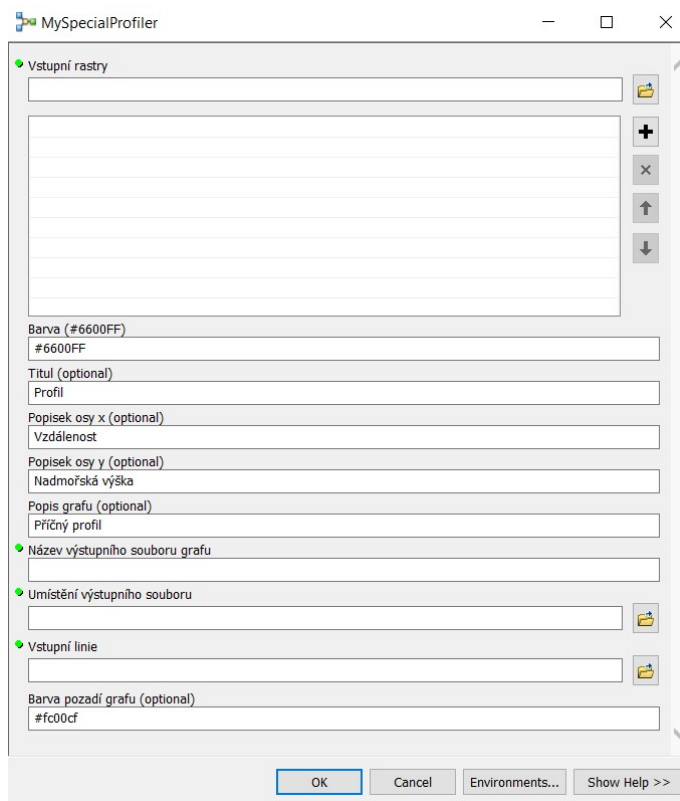 MySpecialProfiler
Vstupní rastry
Barva (#6600FF)
#6600FF
Titul (optional)
Profil
Popisek osy x (optional)
Vzdálenost
Popisek osy y (optional)
Nadmořská výška
Popis grafu (optional)
Příčný profil
Název výstupního souboru grafu
Umístění výstupního souboru
Vstupní linie
Barva pozadí grafu (optional)
#fc00cf
OK Cancel Environments... Show Help >>